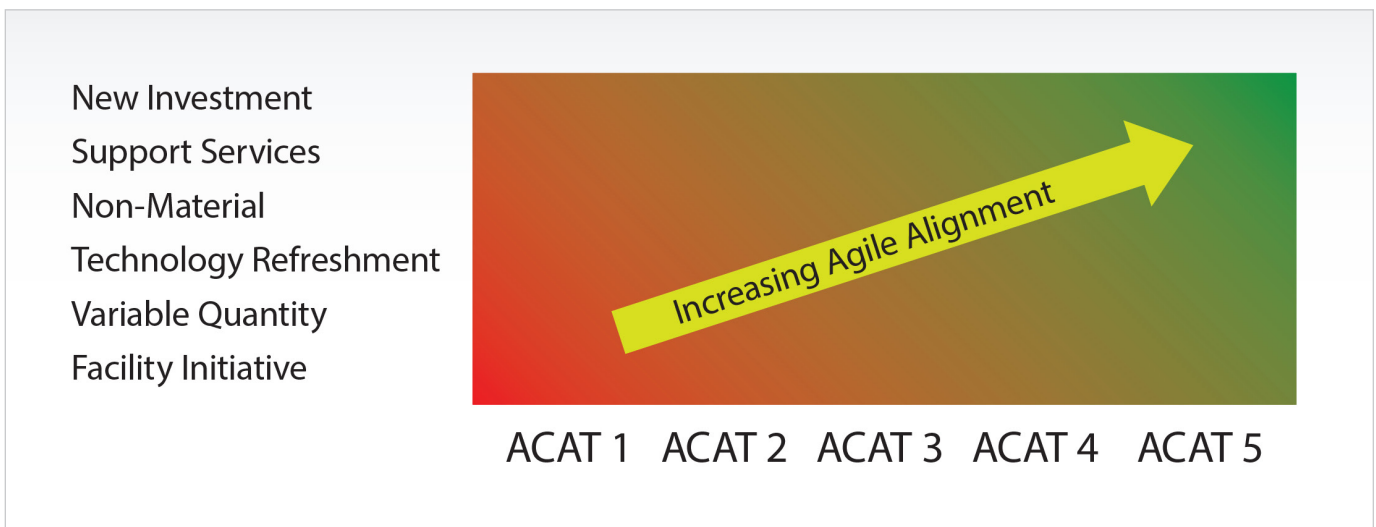 New Investment
Support Services
Non-Material
Technology Refreshment
Variable Quantity
Facility Initiative
Increasing Agile Alignment
ACAT 1 ACAT 2 ACAT 3 ACAT 4 ACAT 5